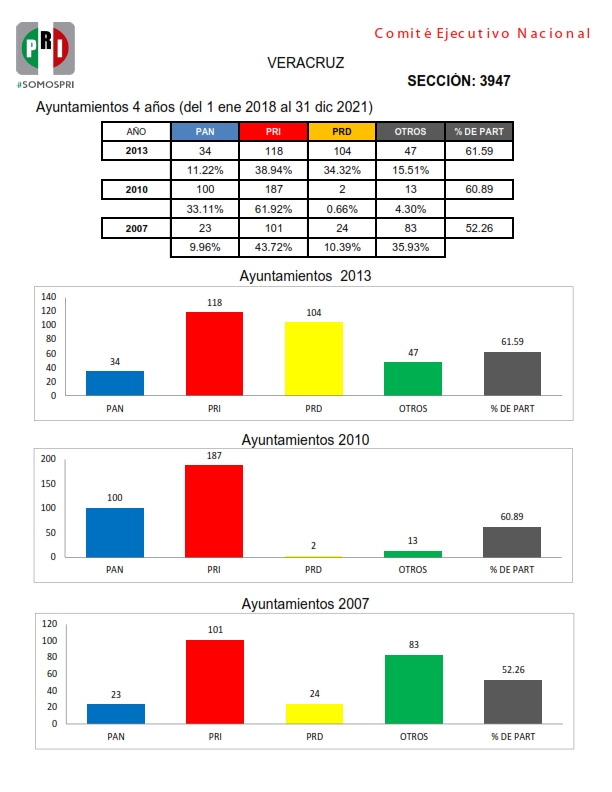 Comité Ejecutivo Nacional
PRI
#SOMOSPRI
VERACRUZ
SECCIÓN: 3947
Ayuntamientos 4 años (del 1 ene 2018 al 31 dic 2021)
AÑO PAN PRI PRD OTROS % DE PART
2013 34 118 104 47 61.59
11.22% 38.94% 34.32% 15.51%
2010 100 187 2 13 60.89
33.11% 61.92% 0.66% 4.30%
2007 23 101 24 83 52.26
9.96% 43.72% 10.39% 35.93%
Ayuntamientos 2013
140
120
100
80
60
40
20
0
34 118 104 47 61.59
PAN PRI PRD OTROS % DE PART
Ayuntamientos 2010
200
150
100
50
0
100 187 2 13 60.89
PAN PRI PRD OTROS % DE PART
Ayuntamientos 2007
120
100
80
60
40
20
0
23 101 24 83 52.26
PAN PRI PRD OTROS % DE PART